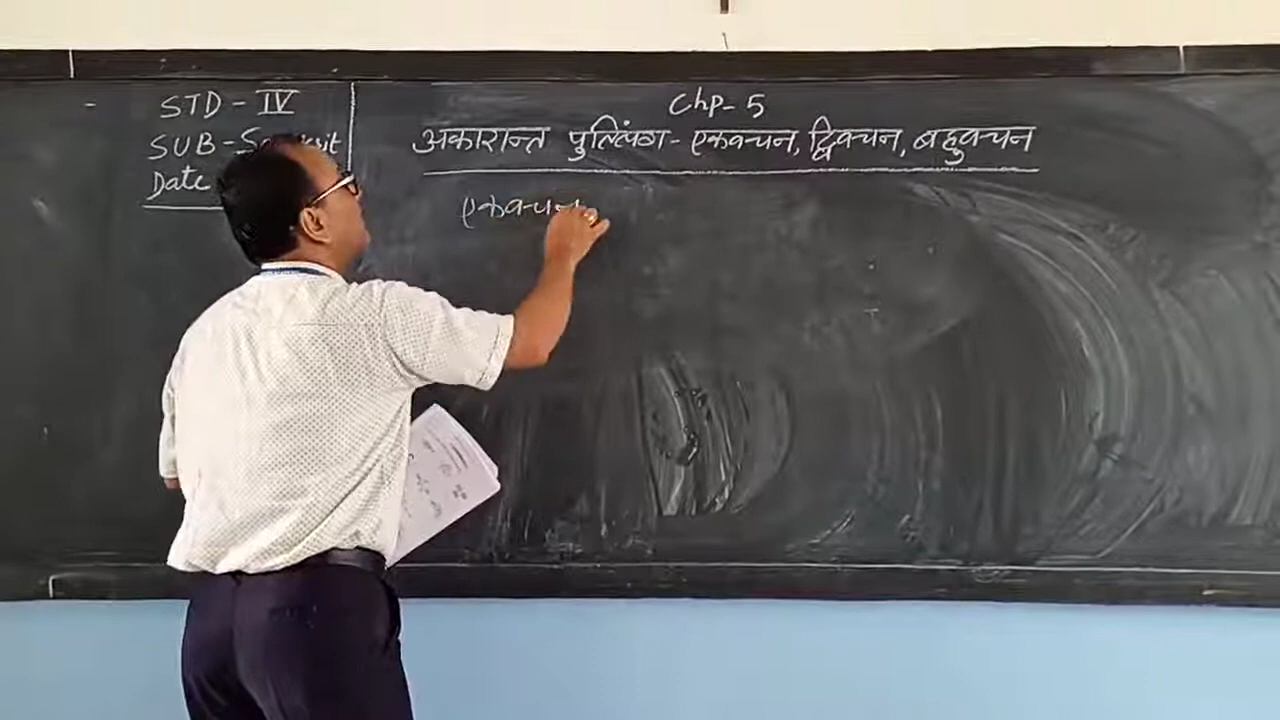 STD - IV
SUB - Sanskrit
Date
Chp- 5
अकारान्त पुल्लिंग - एकवचन, द्विवचन, बहुवचन
एकवचन